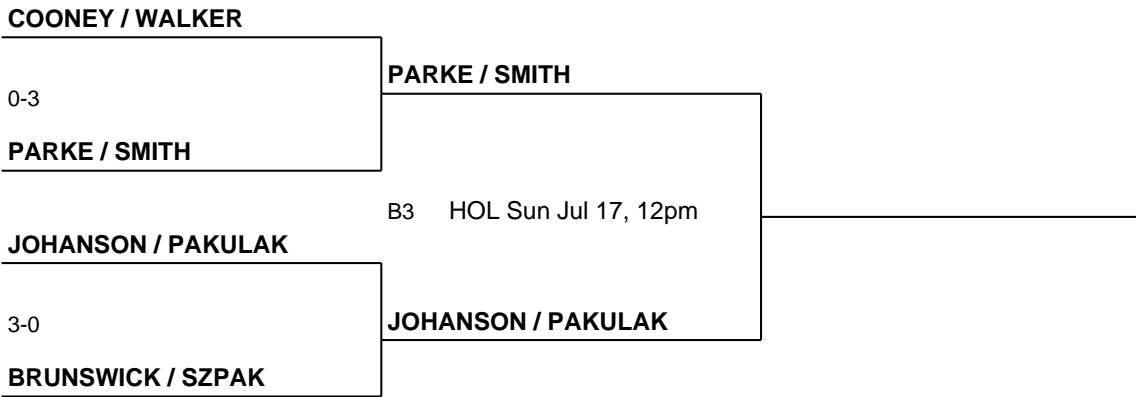 COONEY / WALKER
PARKE / SMITH
0-3
PARKE / SMITH
B3 HOL Sun Jul 17, 12pm
JOHANSON / PAKULAK
3-0
JOHANSON / PAKULAK
BRUNSWICK / SZPAK